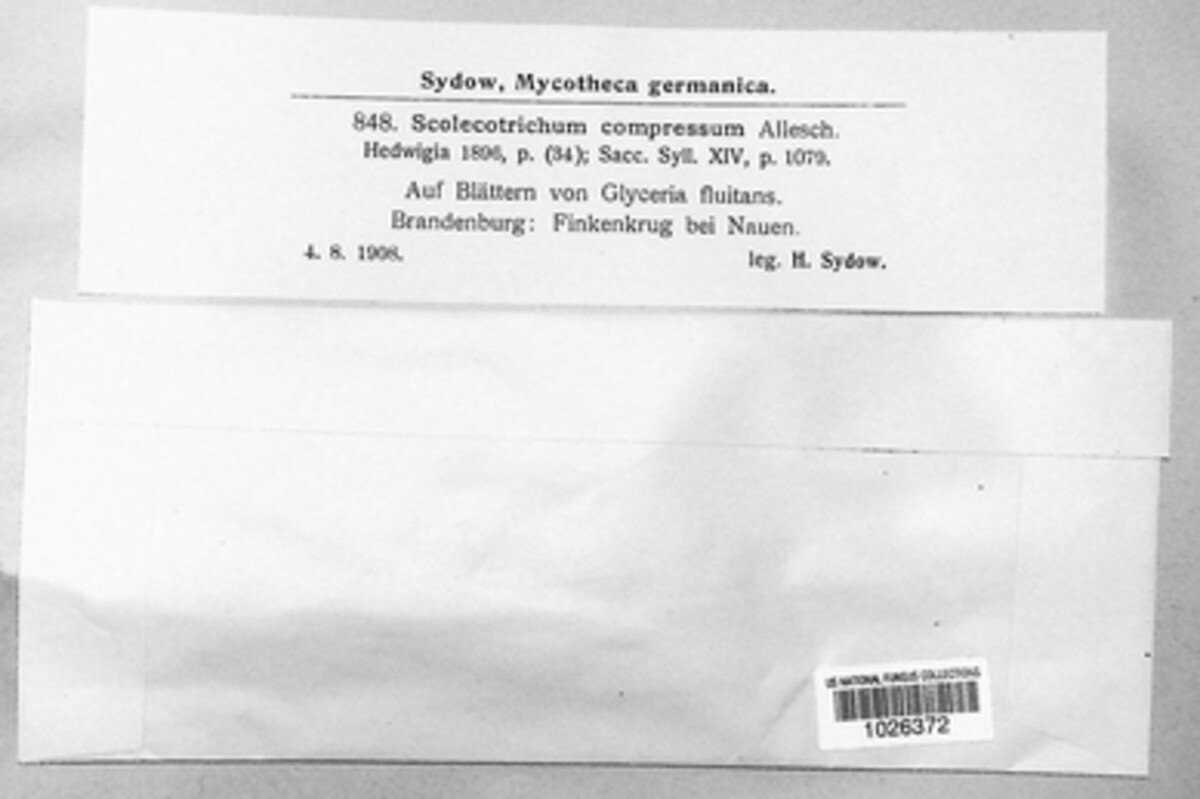 Sydow, Mycotheca germanica.
848. Scolecotrichum compressum Allesch.
Hedwigia 1896, p. (34); Sacc. Syll. XIV, p. 1079.
Auf Blättern von Glyceria fluitans.
Brandenburg: Finkenkrug bei Nauen.
4. 8. 1908. leg. H. Sydow.
US NATIONAL FUNGUS COLLECTIONS
1026372